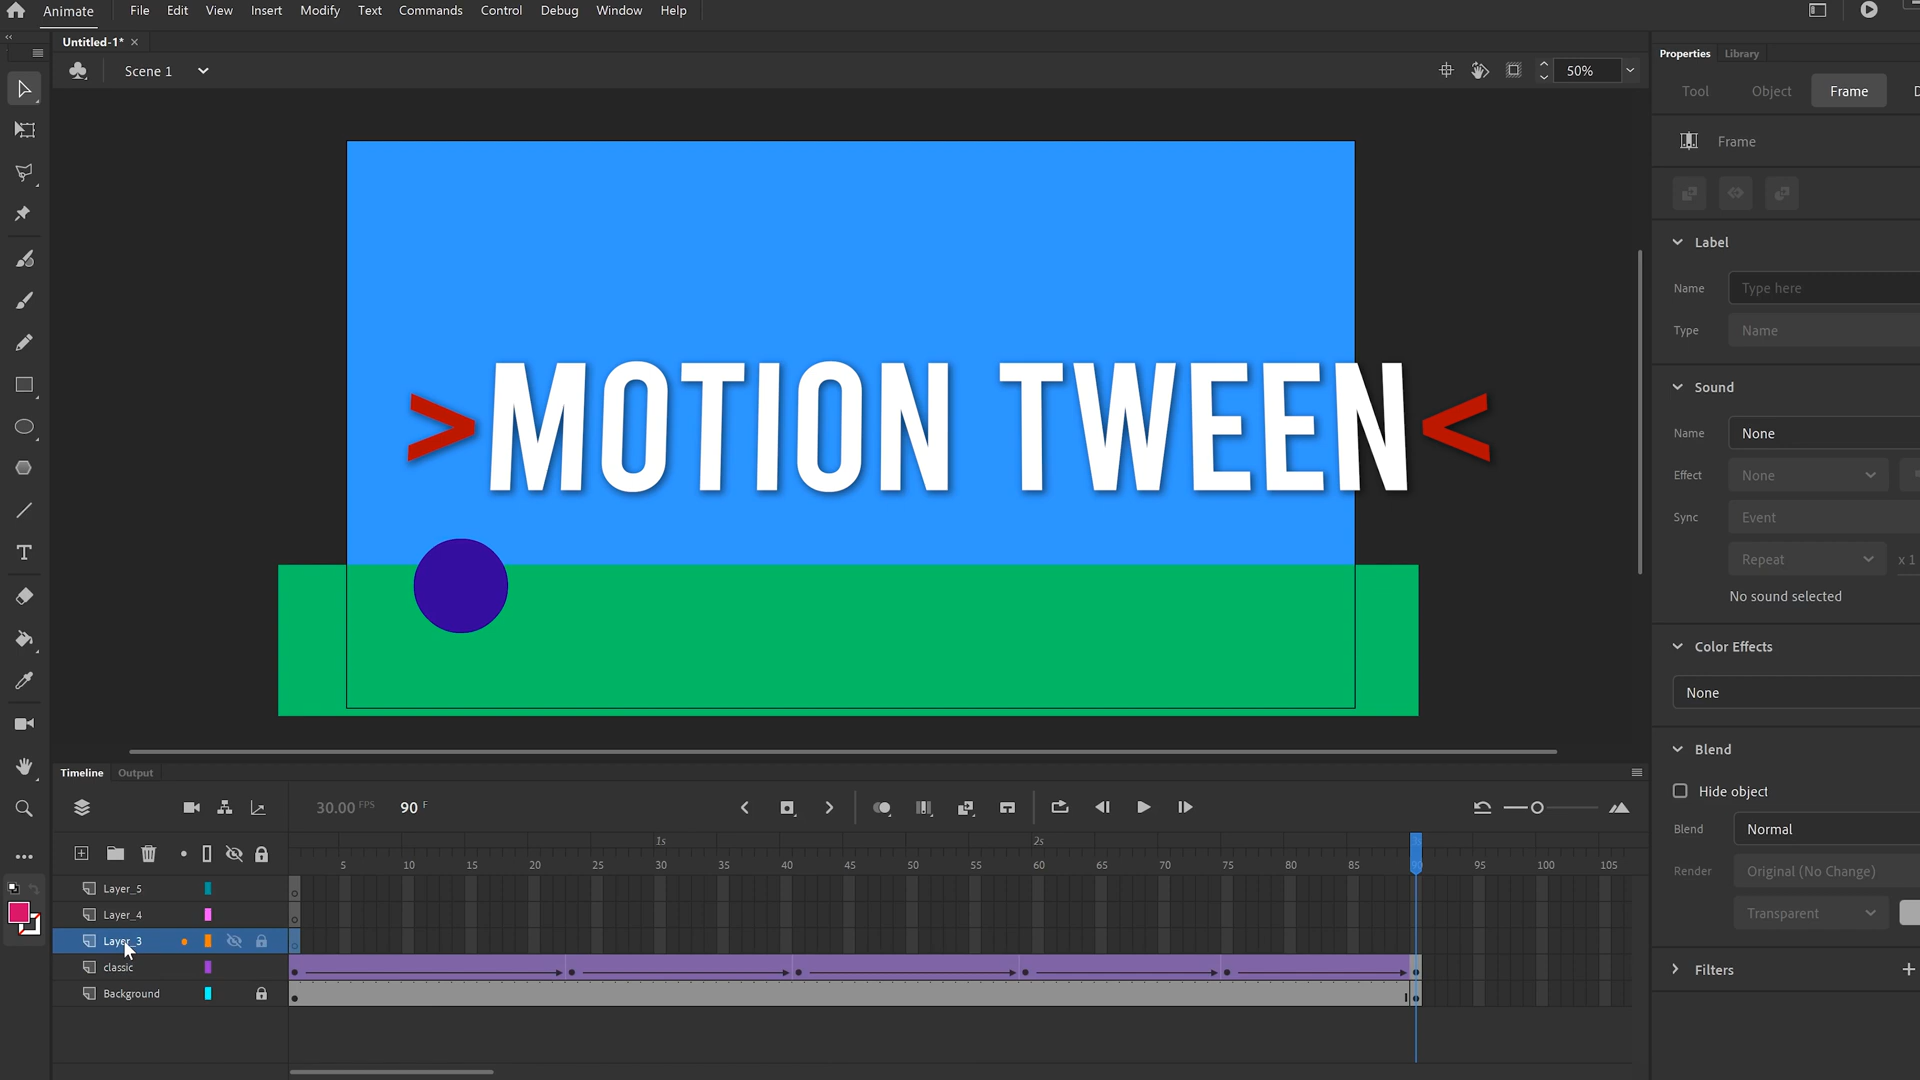 Animate File Edit View Insert Modify Text Commands Control Debug Window Help
Untitled-1* ×
Scene 1
50%
Properties Library
Tool Object Frame D
Frame
Label
Name Type here
Type Name
Sound
Name None
Effect None
Sync Event
Repeat x 1
No sound selected
Color Effects
None
Blend
Hide object
Blend Normal
Render Original (No Change)
Transparent
Filters +
>MOTION TWEEN<
T
Timeline Output
30.00 FPS 90 F
1s 2s
5 10 15 20 25 30 35 40 45 50 55 60 65 70 75 80 85 90 95 100 105
Layer_5
Layer_4
Layer_3
classic
Background